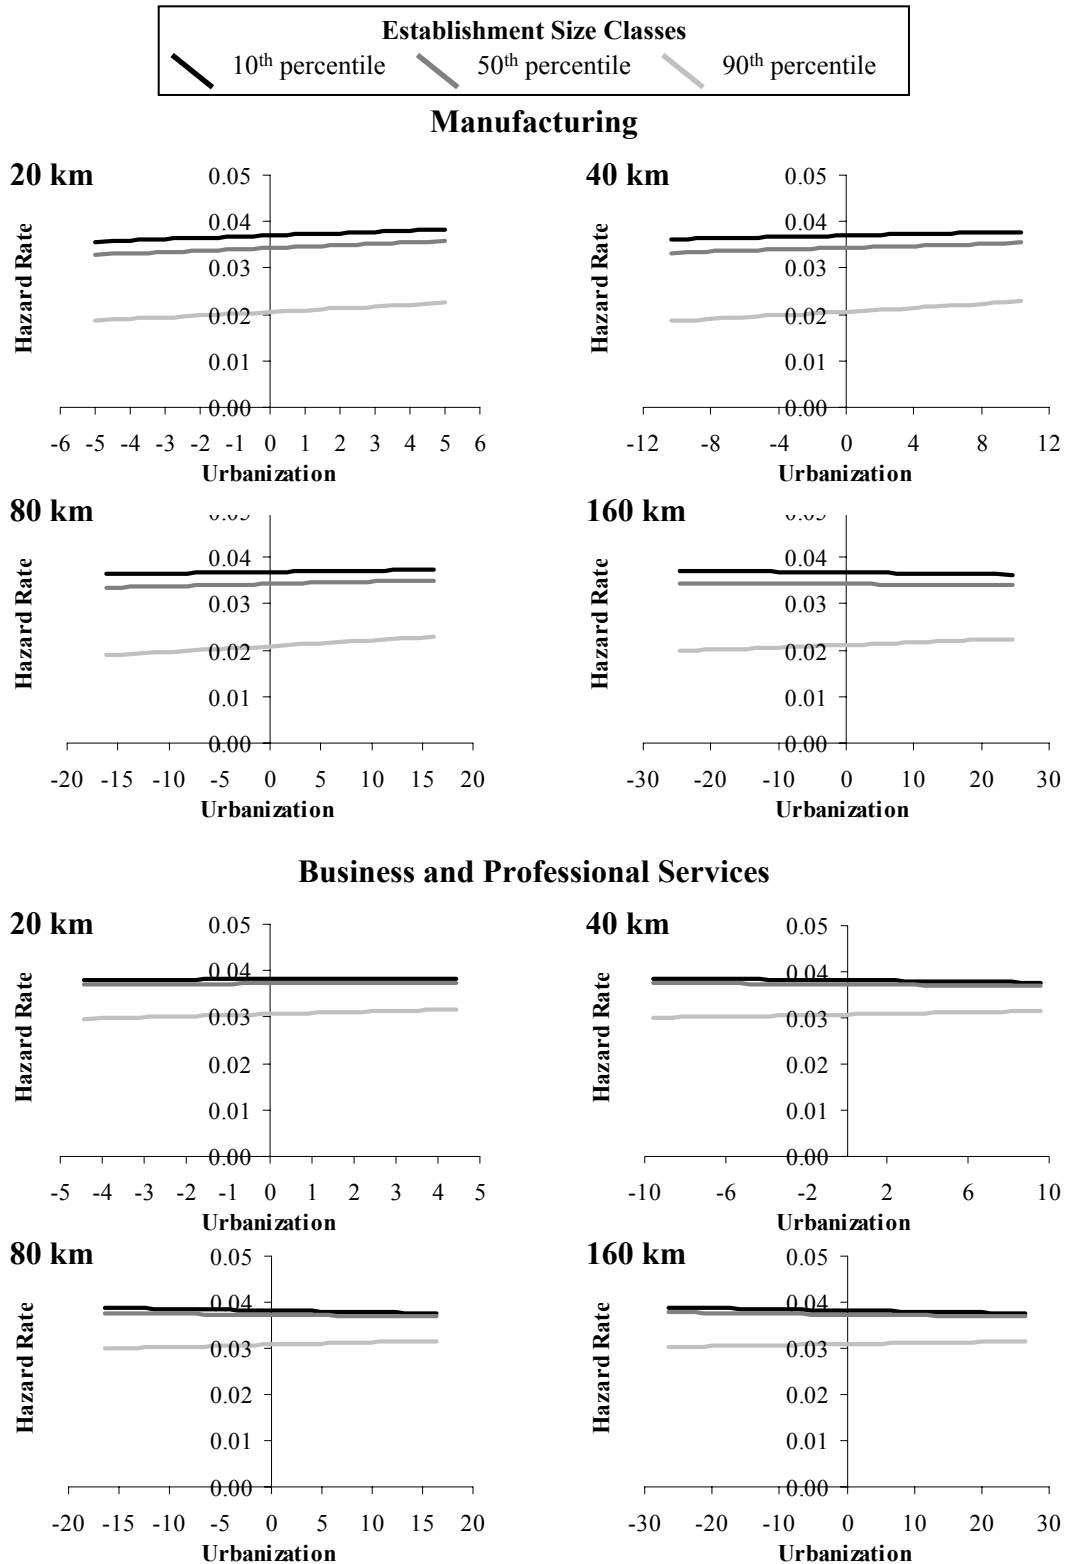 Establishment Size Classes
10th percentile 50th percentile 90th percentile
Manufacturing
20 km
Hazard Rate
0.05
0.04
0.03
0.02
0.01
0.00
-6 -5 -4 -3 -2 -1 0 1 2 3 4 5 6
Urbanization
40 km
Hazard Rate
0.05
0.04
0.03
0.02
0.01
0.00
-12 -8 -4 0 4 8 12
Urbanization
80 km
Hazard Rate
0.05
0.04
0.03
0.02
0.01
0.00
-20 -15 -10 -5 0 5 10 15 20
Urbanization
160 km
Hazard Rate
0.05
0.04
0.03
0.02
0.01
0.00
-30 -20 -10 0 10 20 30
Urbanization
Business and Professional Services
20 km
Hazard Rate
0.05
0.04
0.03
0.02
0.01
0.00
-5 -4 -3 -2 -1 0 1 2 3 4 5
Urbanization
40 km
Hazard Rate
0.05
0.04
0.03
0.02
0.01
0.00
-10 -6 -2 2 6 10
Urbanization
80 km
Hazard Rate
0.05
0.04
0.03
0.02
0.01
0.00
-20 -15 -10 -5 0 5 10 15 20
Urbanization
160 km
Hazard Rate
0.05
0.04
0.03
0.02
0.01
0.00
-30 -20 -10 0 10 20 30
Urbanization